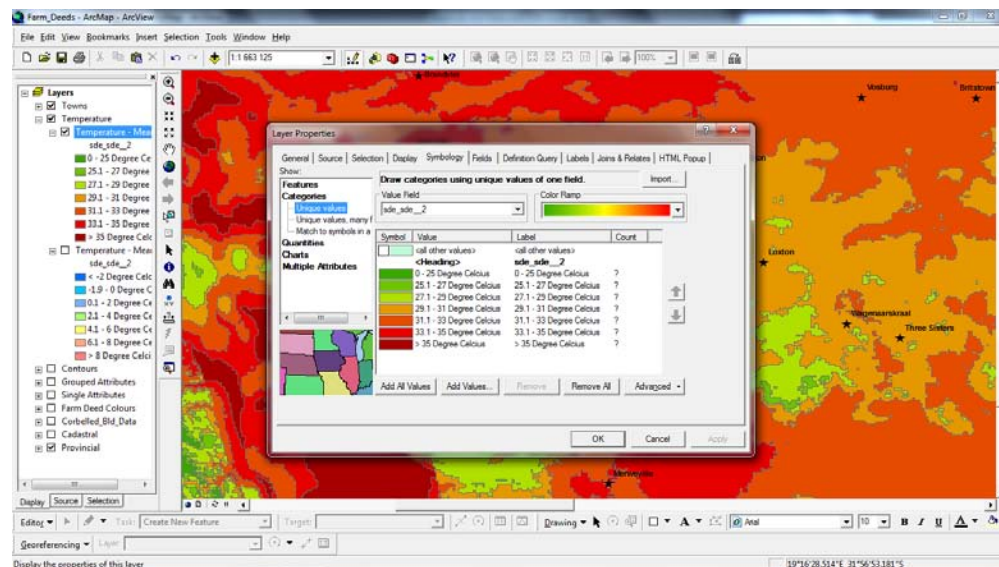 Farm_Deeds - ArcMap - ArcView
File Edit View Bookmarks Insert Selection Tools Window Help
1:1 663 125
100%
Layers
Towns
Temperature
Temperature - Mea
sde_sde__2
0 - 25 Degree Ce
25.1 - 27 Degree
27.1 - 29 Degree
29.1 - 31 Degree
31.1 - 33 Degree
33.1 - 35 Degree
> 35 Degree Celc
Temperature - Mea
sde_sde__2
< -2 Degree Celc
-1.9 - 0 Degree C
0.1 - 2 Degree Ce
2.1 - 4 Degree Ce
4.1 - 6 Degree Ce
6.1 - 8 Degree Ce
> 8 Degree Celci
Contours
Grouped Attributes
Single Attributes
Farm Deed Colours
Corbelled_Bld_Data
Cadastral
Provincial
Display Source Selection
Vosburg
Britstown
Loxton
Three Sisters
Merweville
Layer Properties
General Source Selection Display Symbology Fields Definition Query Labels Joins & Relates HTML Popup
Show:
Features
Categories
Unique values
Unique values, many f
Match to symbols in a
Quantities
Charts
Multiple Attributes
Draw categories using unique values of one field.
Import...
Value Field
sde_sde__2
Color Ramp
Symbol Value Label Count
<all other values> <all other values>
<Heading> sde_sde__2
0 - 25 Degree Celcius 0 - 25 Degree Celcius ?
25.1 - 27 Degree Celcius 25.1 - 27 Degree Celcius ?
27.1 - 29 Degree Celcius 27.1 - 29 Degree Celcius ?
29.1 - 31 Degree Celcius 29.1 - 31 Degree Celcius ?
31.1 - 33 Degree Celcius 31.1 - 33 Degree Celcius ?
33.1 - 35 Degree Celcius 33.1 - 35 Degree Celcius ?
> 35 Degree Celcius > 35 Degree Celcius ?
Add All Values Add Values... Remove Remove All Advanced
OK Cancel Apply
Editor Task: Create New Feature Target: Drawing A Arial 10 B I U A
Georeferencing Layer:
Display the properties of this layer
19°16'28.514"E 31°56'53.181"S